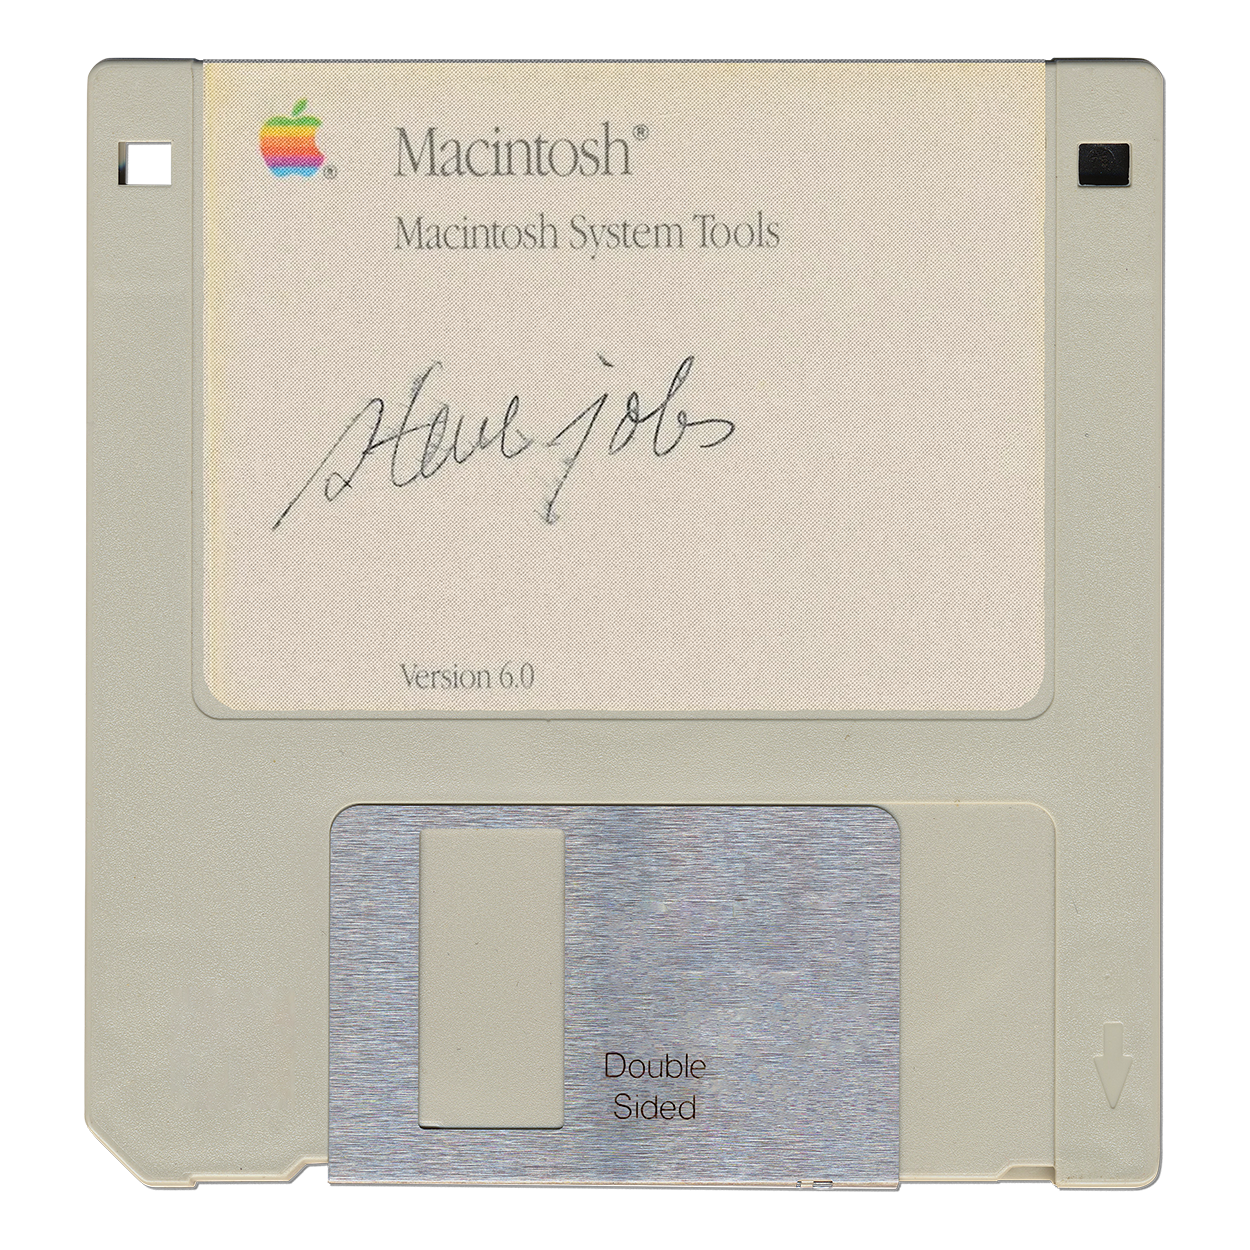 Macintosh®
Macintosh System Tools
steve jobs
Version 6.0
Double
Sided